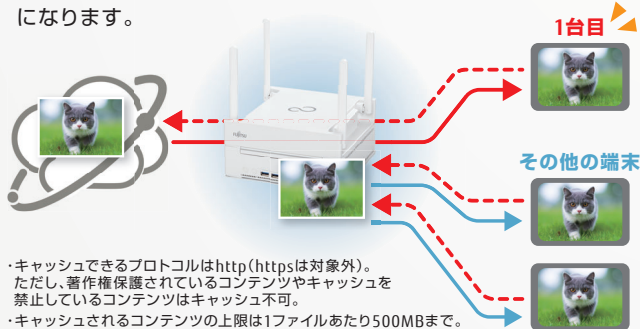 になります。
1台目
FUJITSU
その他の端末
・キャッシュできるプロトコルはhttp(httpsは対象外)。
ただし、著作権保護されているコンテンツやキャッシュを
禁止しているコンテンツはキャッシュ不可。
・キャッシュされるコンテンツの上限は1ファイルあたり500MBまで。